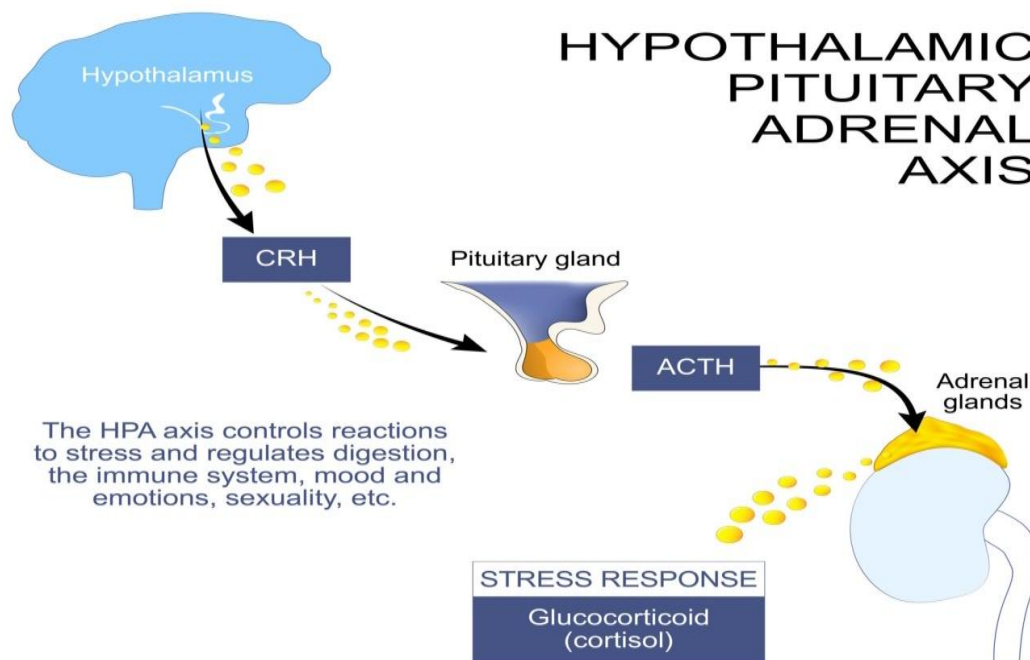 HYPOTHALAMIC
PITUITARY
ADRENAL
AXIS
Hypothalamus
CRH
Pituitary gland
ACTH
Adrenal
glands
The HPA axis controls reactions
to stress and regulates digestion,
the immune system, mood and
emotions, sexuality, etc.
STRESS RESPONSE
Glucocorticoid
(cortisol)